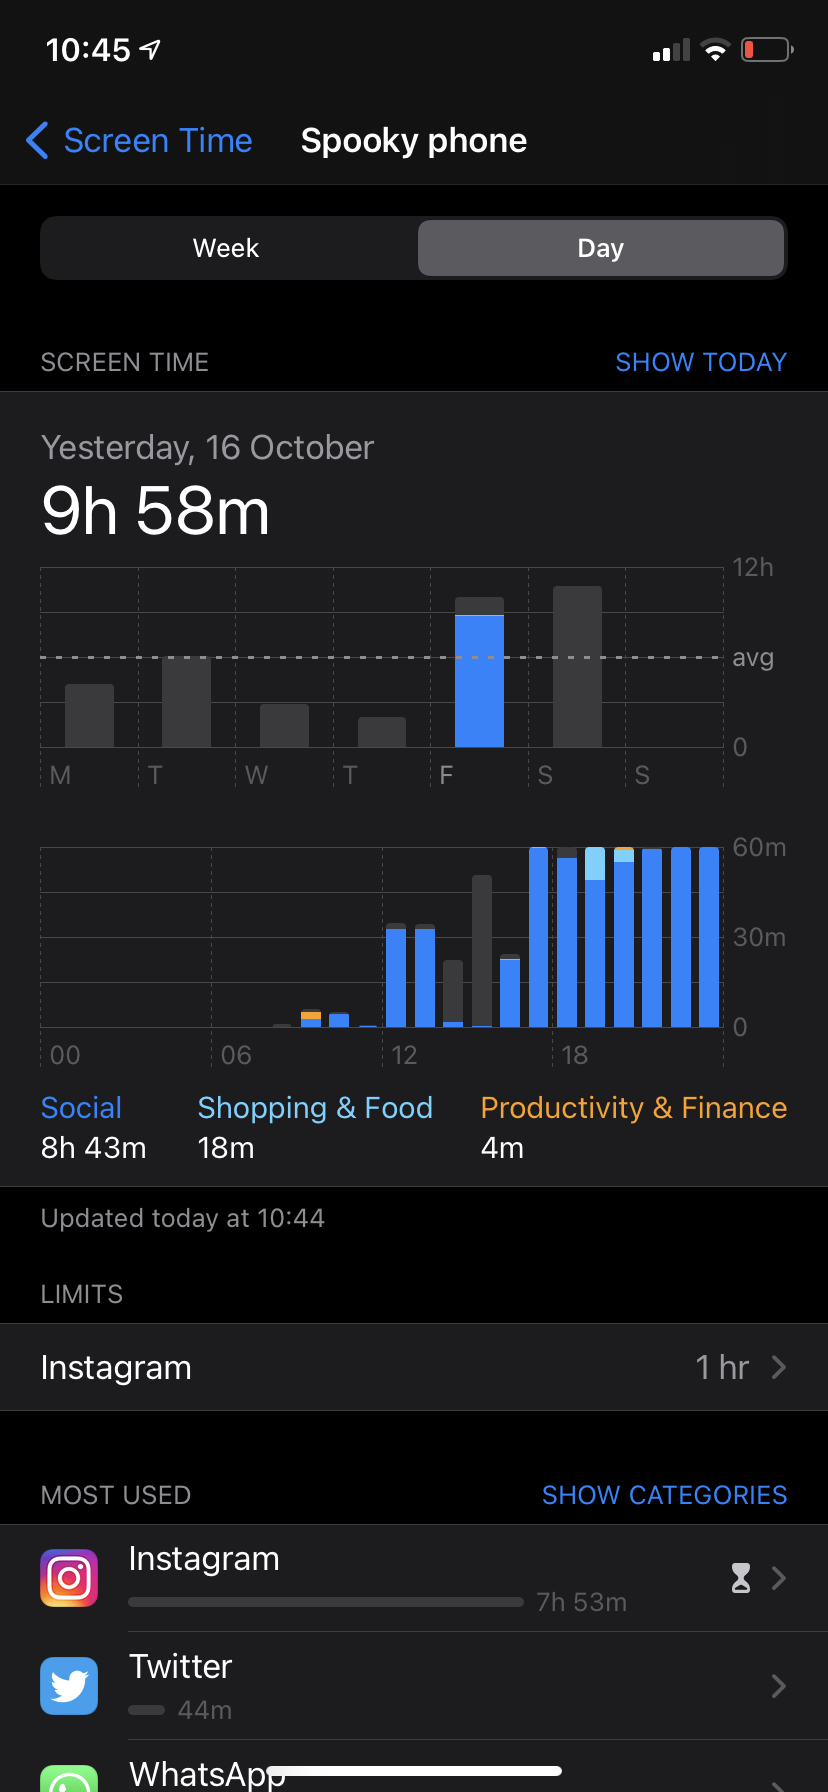 10:45
Screen Time Spooky phone
Week Day
SCREEN TIME SHOW TODAY
Yesterday, 16 October
9h 58m
12h
avg
0
M T W T F S S
60m
30m
0
00 06 12 18
Social Shopping & Food Productivity & Finance
8h 43m 18m 4m
Updated today at 10:44
LIMITS
Instagram 1 hr
MOST USED SHOW CATEGORIES
Instagram
7h 53m
Twitter
44m
WhatsApp